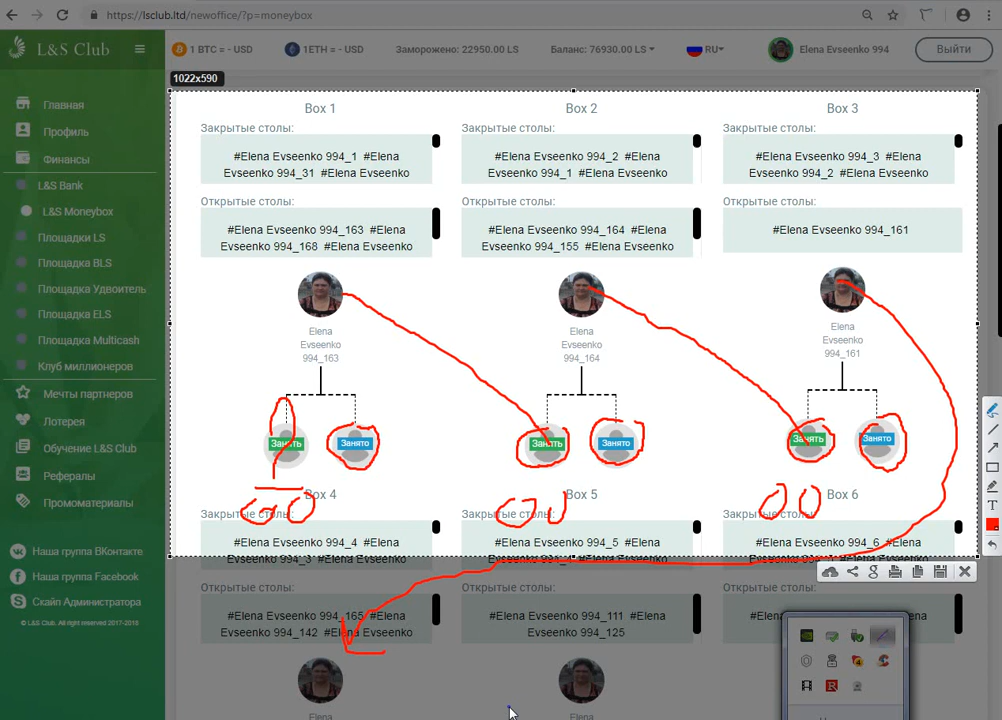 https://lsclub.ltd/newoffice/?p=moneybox
L&S Club
1 BTC = - USD
1ETH = - USD
Заморожено: 22950.00 LS
Баланс: 76930.00 LS
RU
Elena Evseenko 994
Выйти
1022x590
Главная
Профиль
Финансы
L&S Bank
L&S Moneybox
Площадки LS
Площадка BLS
Площадка Удвоитель
Площадка ELS
Площадка Multicash
Клуб миллионеров
Мечты партнеров
Лотерея
Обучение L&S Club
Рефералы
Промоматериалы
Наша группа ВКонтакте
Наша группа Facebook
Скайп Администратора
© L&S Club. All right reserved 2017-2018
Box 1
Закрытые столы:
#Elena Evseenko 994_1 #Elena
Evseenko 994_31 #Elena Evseenko
Открытые столы:
#Elena Evseenko 994_163 #Elena
Evseenko 994_168 #Elena Evseenko
Elena
Evseenko
994_163
Занять
Занято
Box 2
Закрытые столы:
#Elena Evseenko 994_2 #Elena
Evseenko 994_1 #Elena Evseenko
Открытые столы:
#Elena Evseenko 994_164 #Elena
Evseenko 994_155 #Elena Evseenko
Elena
Evseenko
994_164
Занять
Занято
Box 3
Закрытые столы:
#Elena Evseenko 994_3 #Elena
Evseenko 994_2 #Elena Evseenko
Открытые столы:
#Elena Evseenko 994_161
Elena
Evseenko
994_161
Занять
Занято
Box 4
Закрытые столы:
#Elena Evseenko 994_4 #Elena
Evseenko 994_3 #Elena Evseenko
Открытые столы:
#Elena Evseenko 994_165 #Elena
Evseenko 994_142 #Elena Evseenko
Elena
Box 5
Закрытые столы:
#Elena Evseenko 994_5 #Elena
Открытые столы:
#Elena Evseenko 994_111 #Elena
Evseenko 994_125
Elena
Box 6
Закрытые столы:
#Elena Evseenko 994_6 #Elena
Открытые столы:
T